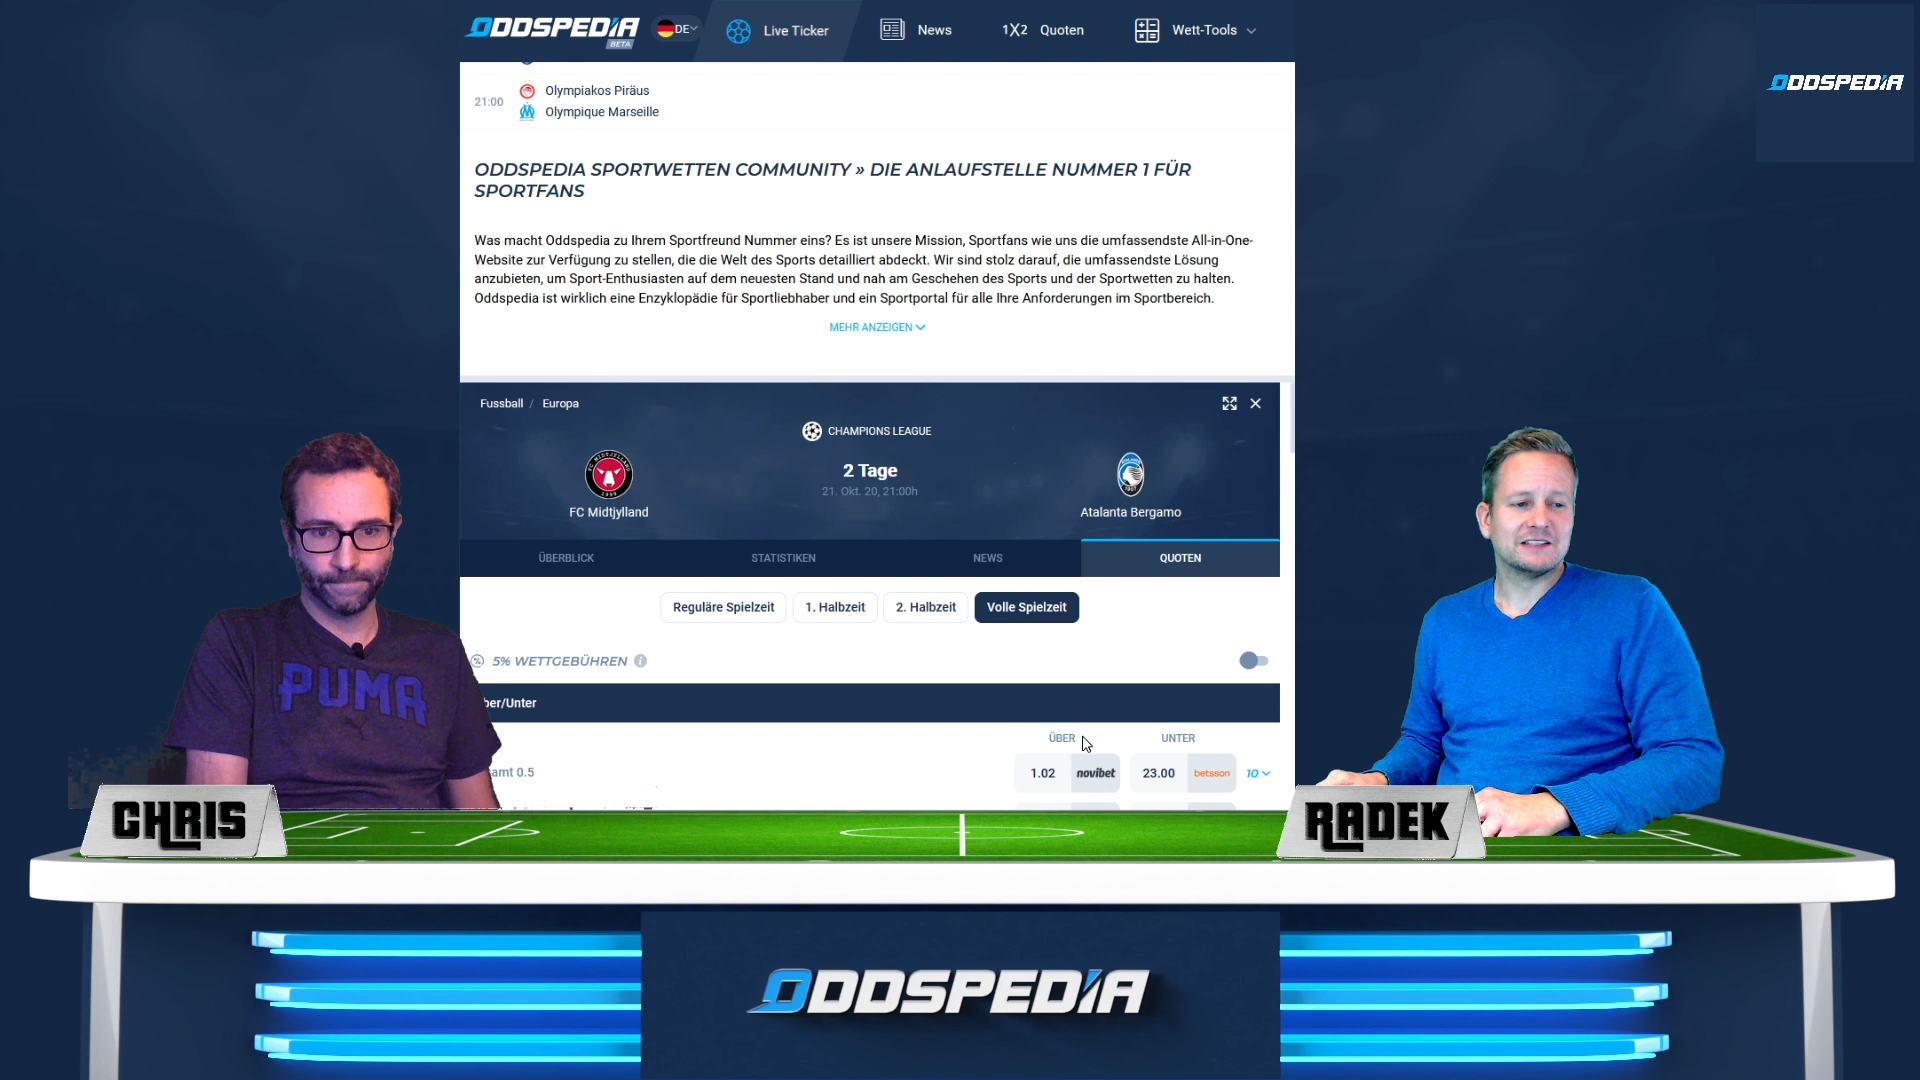 ODDSPEDIA
BETA
DE
Live Ticker
News
1X2 Quoten
Wett-Tools
ODDSPEDIA
21:00
Olympiakos Piräus
Olympique Marseille
ODDSPEDIA SPORTWETTEN COMMUNITY » DIE ANLAUFSTELLE NUMMER 1 FÜR
SPORTFANS
Was macht Oddspedia zu Ihrem Sportfreund Nummer eins? Es ist unsere Mission, Sportfans wie uns die umfassendste All-in-One-
Website zur Verfügung zu stellen, die die Welt des Sports detailliert abdeckt. Wir sind stolz darauf, die umfassendste Lösung
anzubieten, um Sport-Enthusiasten auf dem neuesten Stand und nah am Geschehen des Sports und der Sportwetten zu halten.
Oddspedia ist wirklich eine Enzyklopädie für Sportliebhaber und ein Sportportal für alle Ihre Anforderungen im Sportbereich.
MEHR ANZEIGEN
Fussball / Europa
CHAMPIONS LEAGUE
2 Tage
21. Okt. 20, 21:00h
FC Midtjylland
Atalanta Bergamo
ÜBERBLICK
STATISTIKEN
NEWS
QUOTEN
Reguläre Spielzeit
1. Halbzeit
2. Halbzeit
Volle Spielzeit
5% WETTGEBÜHREN
ber/Unter
ÜBER
UNTER
amt 0.5
1.02 novibet
23.00 betsson
10
PUMA
CHRIS
RADEK
ODDSPEDIA